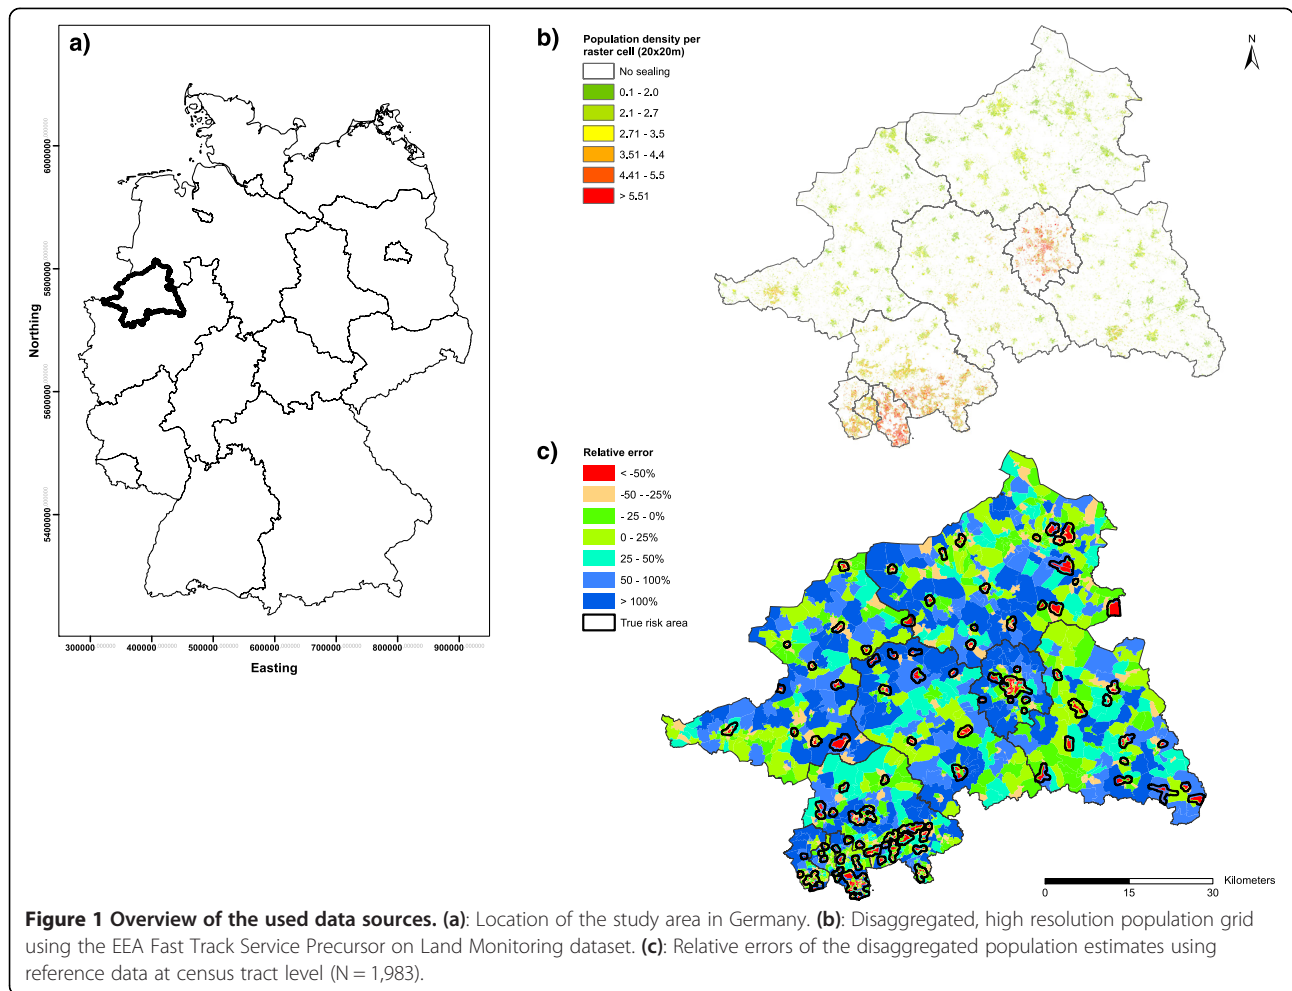 a)
6000000
5800000
5600000
5400000
Northing
300000 400000 500000 600000 700000 800000 900000
Easting
b)
Population density per
raster cell (20x20m)
No sealing
0.1 - 2.0
2.1 - 2.7
2.71 - 3.5
3.51 - 4.4
4.41 - 5.5
> 5.51
N
c)
Relative error
< -50%
-50 - -25%
- 25 - 0%
0 - 25%
25 - 50%
50 - 100%
> 100%
True risk area
Kilometers
0 15 30
Figure 1 Overview of the used data sources. (a): Location of the study area in Germany. (b): Disaggregated, high resolution population grid
using the EEA Fast Track Service Precursor on Land Monitoring dataset. (c): Relative errors of the disaggregated population estimates using
reference data at census tract level (N = 1,983).